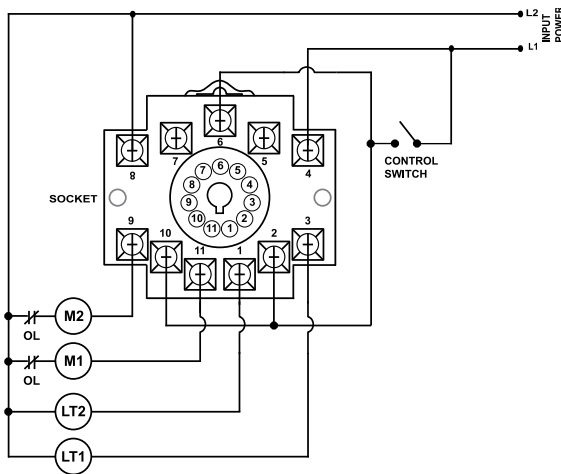 L2
INPUT
POWER
L1
6
7
5
8
4
CONTROL
SWITCH
6
7 5
8 4
9 3
10 2
11 1
SOCKET
9
10
11
1
2
3
M2
OL
M1
OL
LT2
LT1